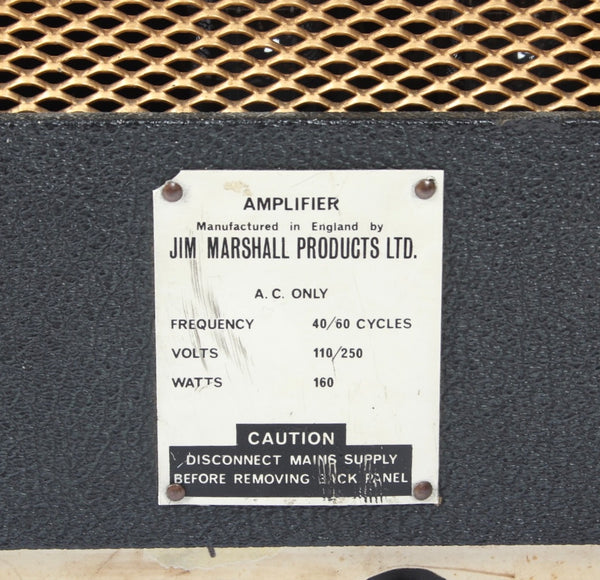 AMPLIFIER
Manufactured in England by
JIM MARSHALL PRODUCTS LTD.
A.C. ONLY
FREQUENCY 40/60 CYCLES
VOLTS 110/250
WATTS 160
CAUTION
DISCONNECT MAINS SUPPLY
BEFORE REMOVING BACK PANEL